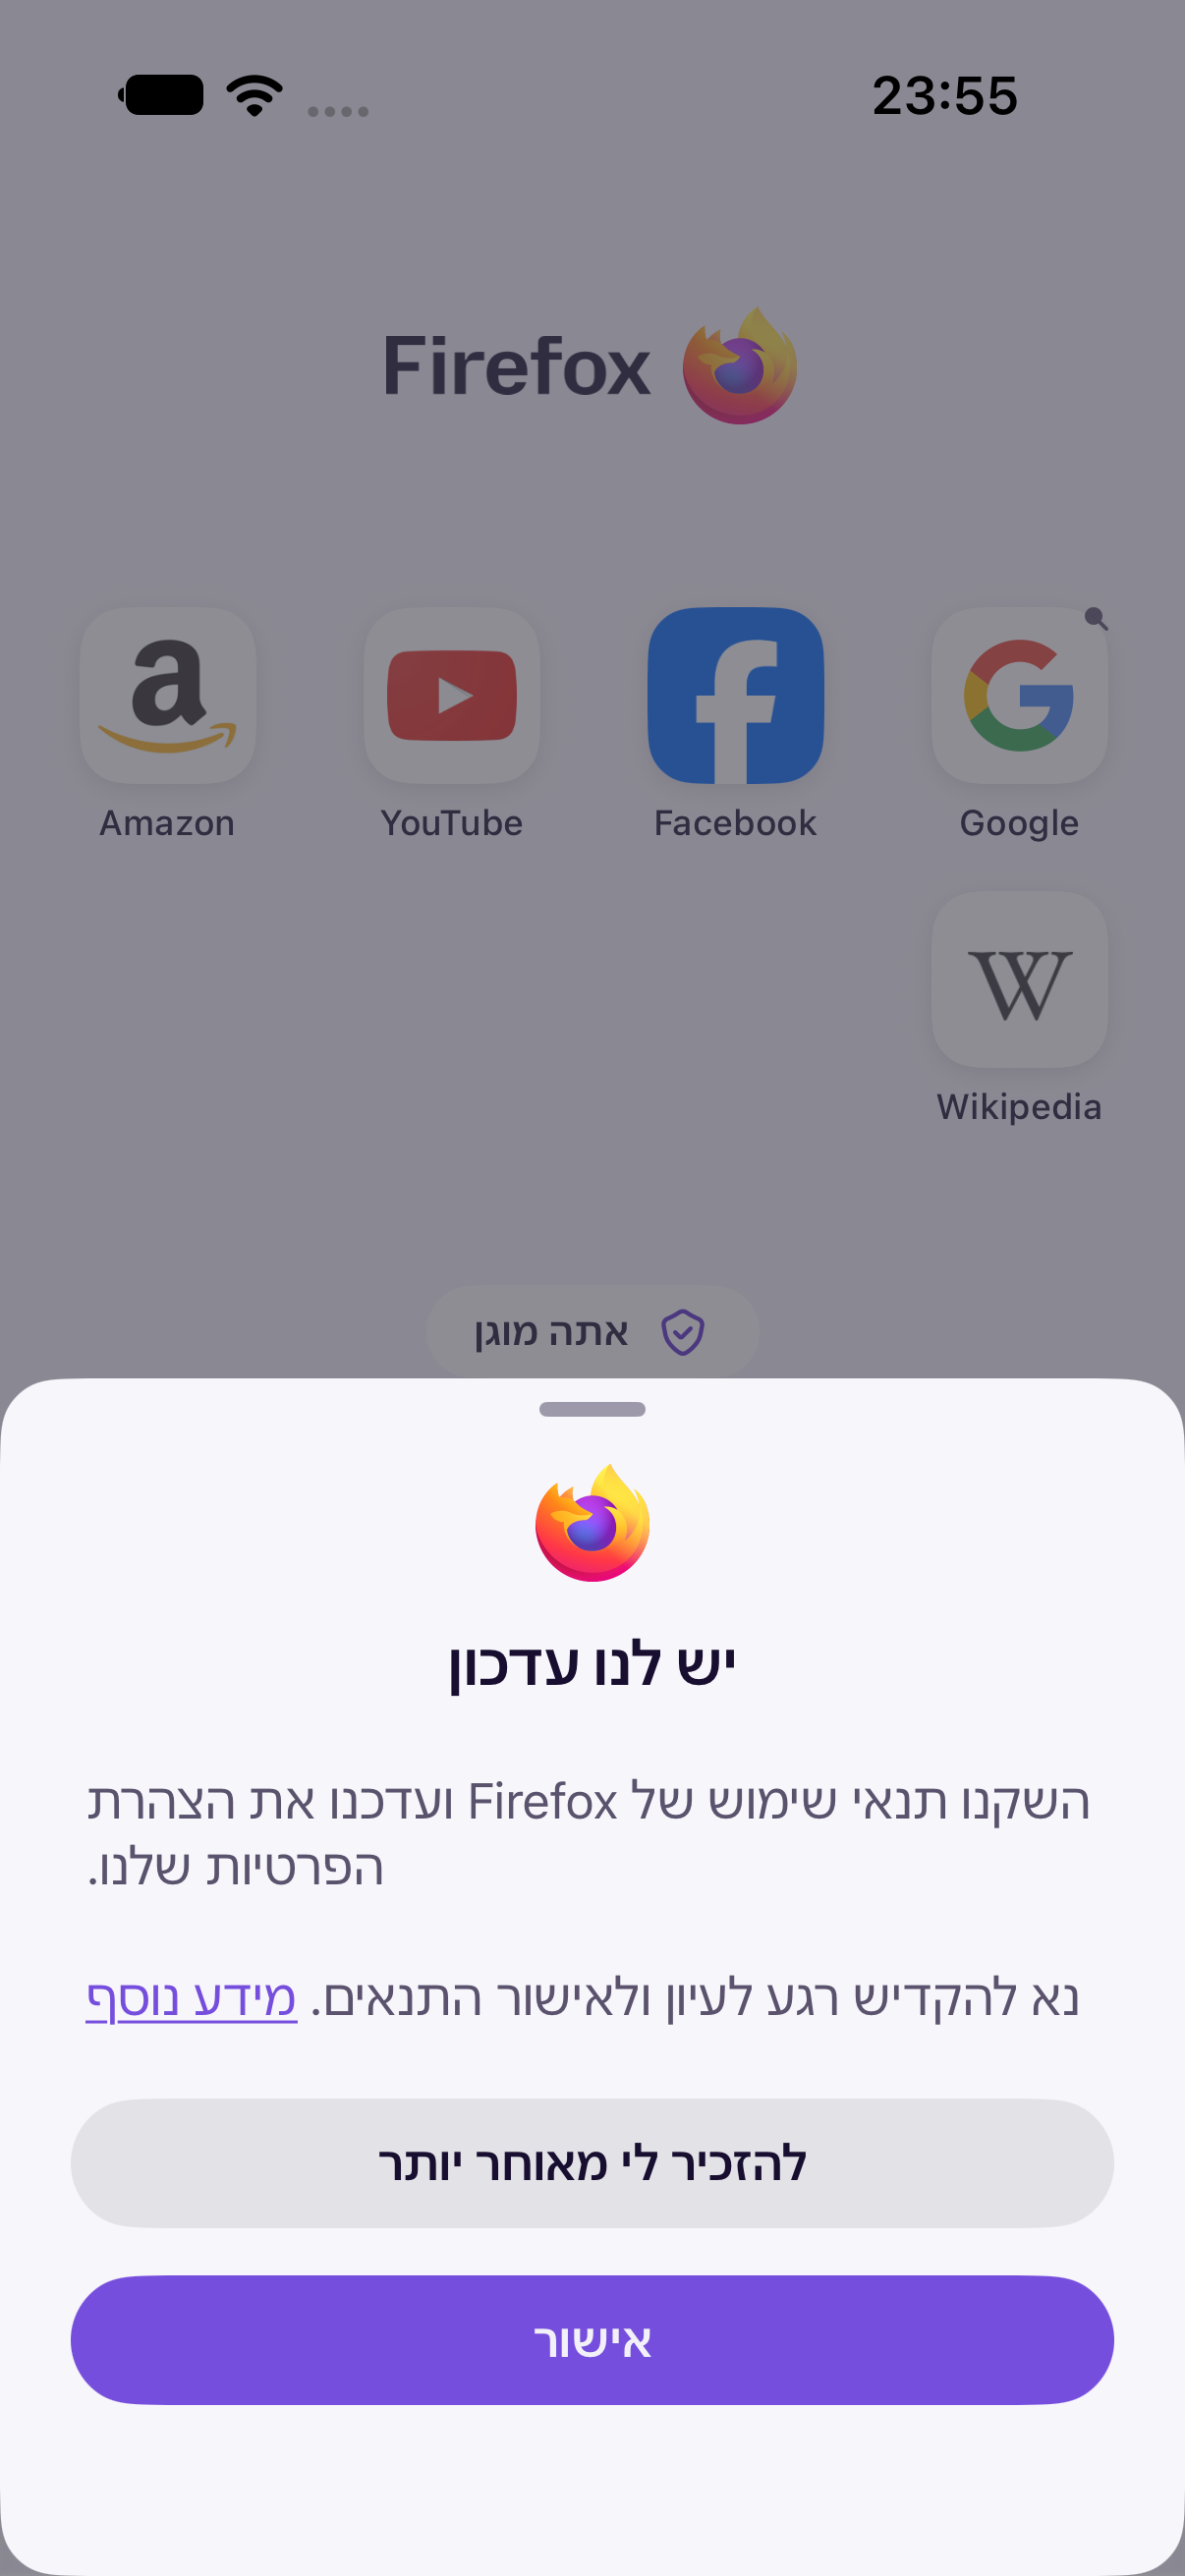 23:55
Firefox
Google
Facebook
YouTube
Amazon
Wikipedia
אתה מוגן
יש לנו עדכון
השקנו תנאי שימוש של Firefox ועדכנו את הצהרת
הפרטיות שלנו.
נא להקדיש רגע לעיון ולאישור התנאים. מידע נוסף
להזכיר לי מאוחר יותר
אישור